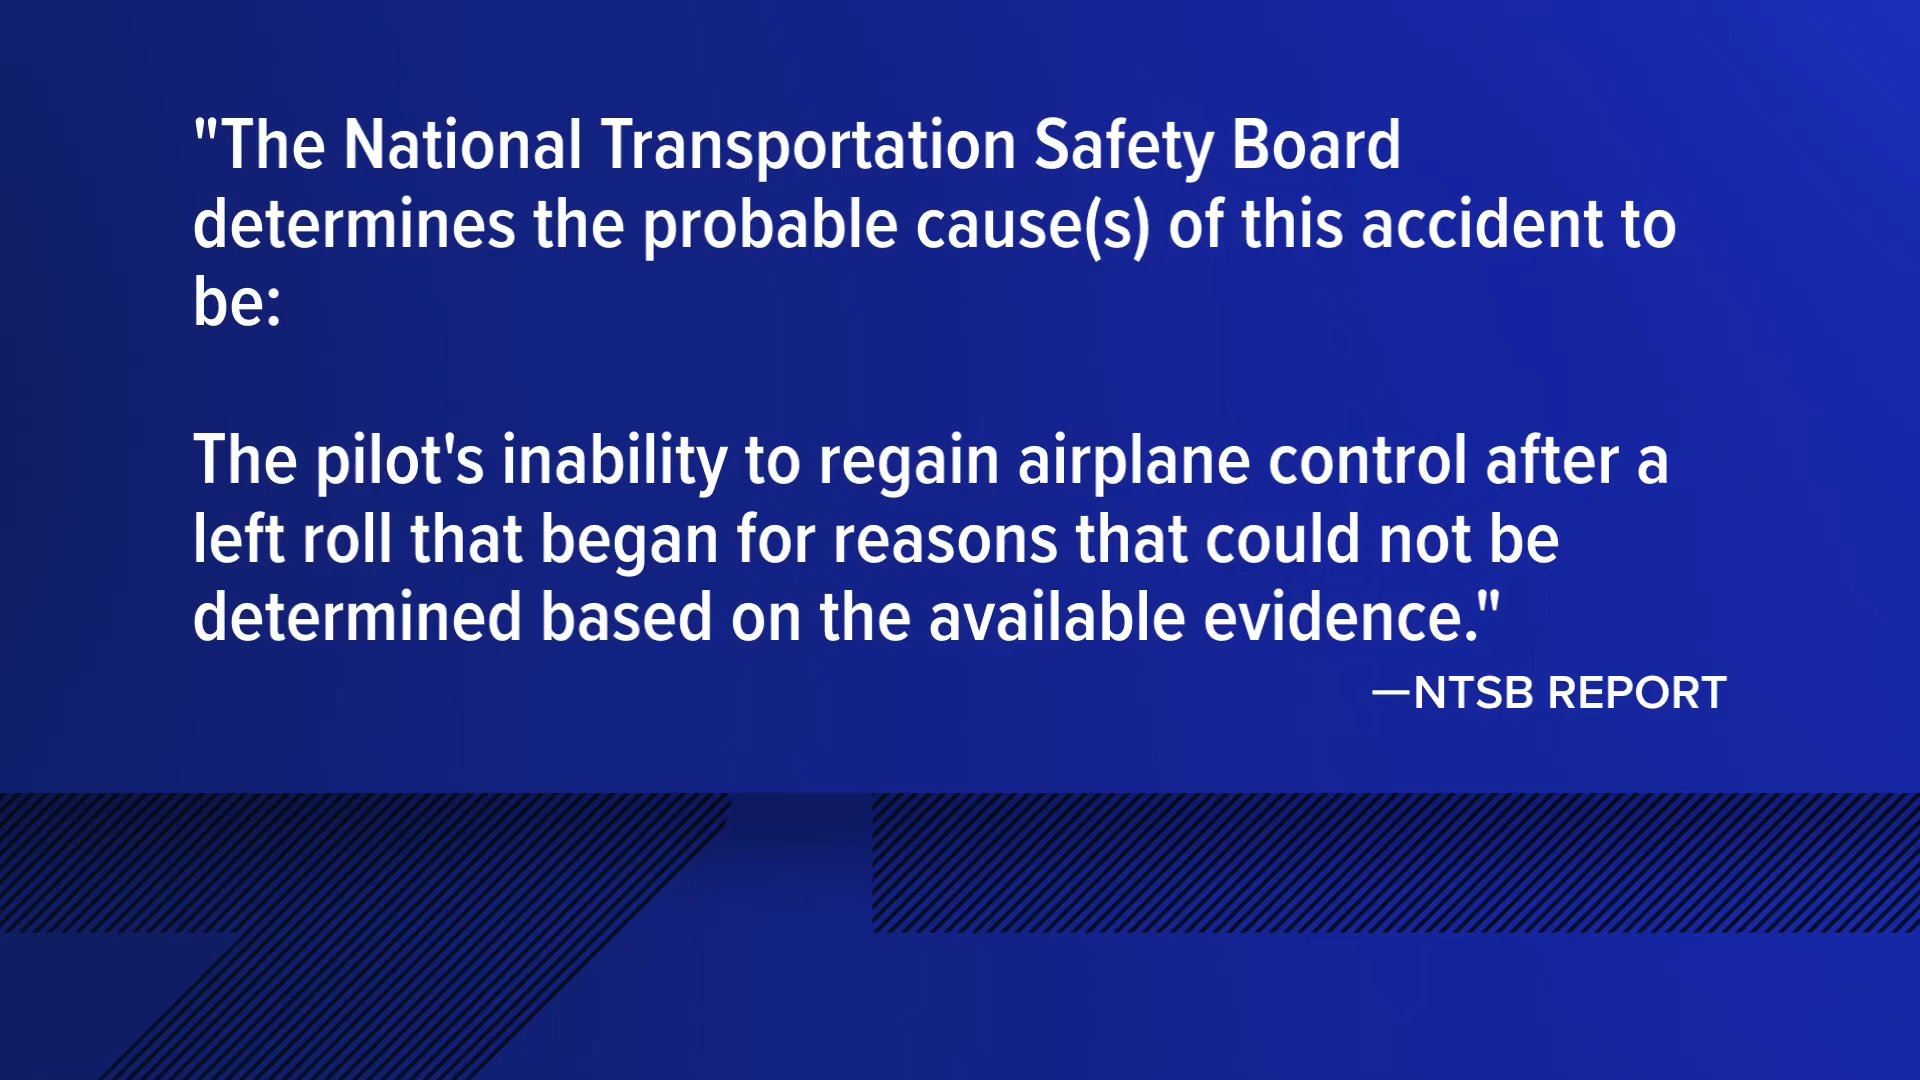 "The National Transportation Safety Board
determines the probable cause(s) of this accident to
be:
The pilot's inability to regain airplane control after a
left roll that began for reasons that could not be
determined based on the available evidence."
—NTSB REPORT